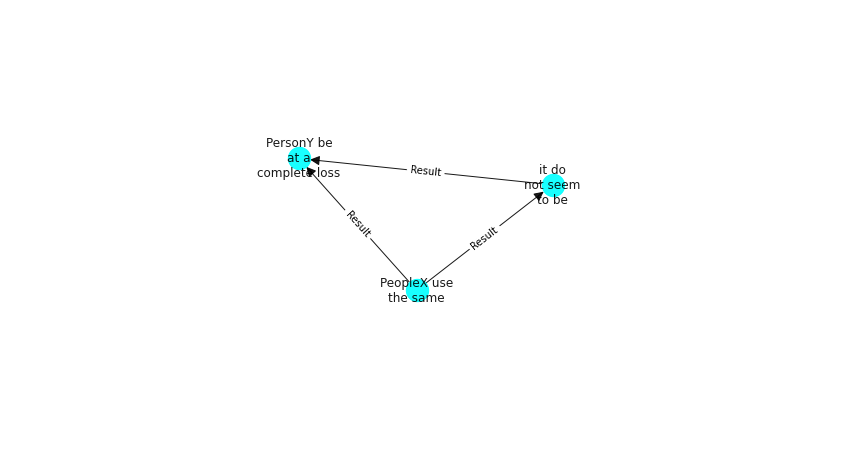 PersonY be
at a
complete loss
Result
it do
not seem
to be
Result
Result
PeopleX use
the same